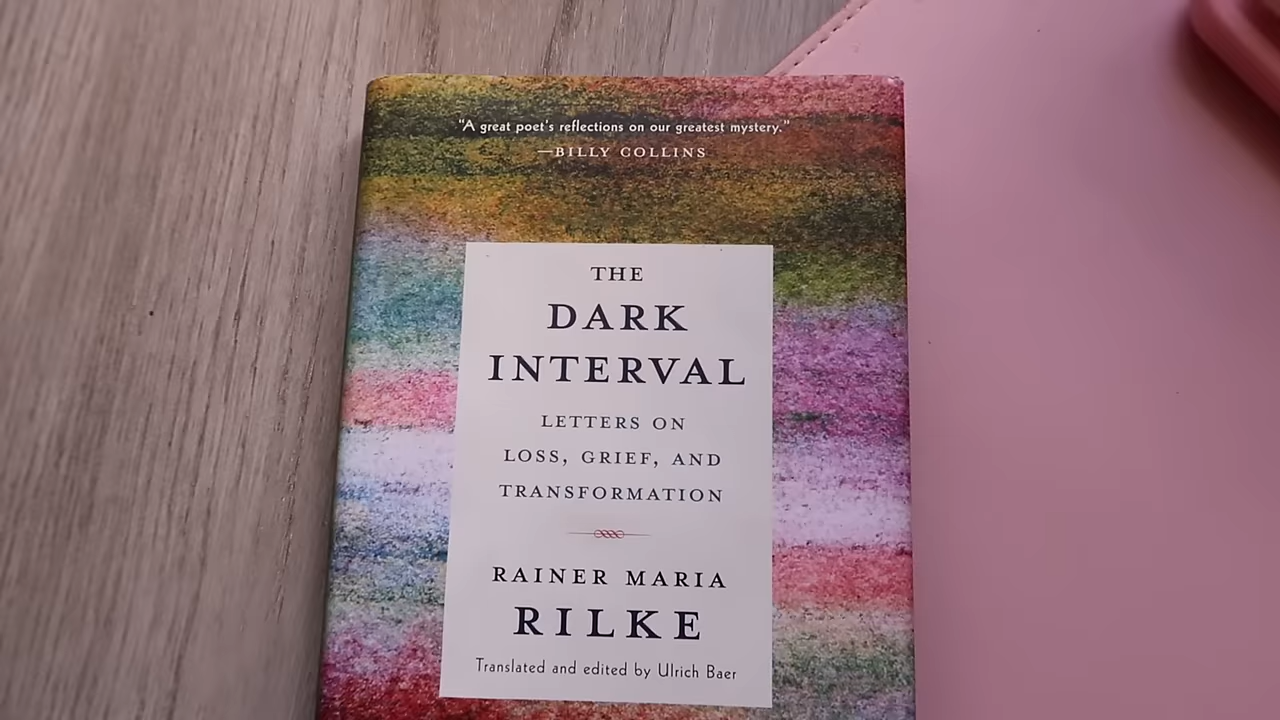 "A great poet's reflections on our greatest mystery."
—BILLY COLLINS
THE
DARK
INTERVAL
LETTERS ON
LOSS, GRIEF, AND
TRANSFORMATION
RAINER MARIA
RILKE
Translated and edited by Ulrich Baer